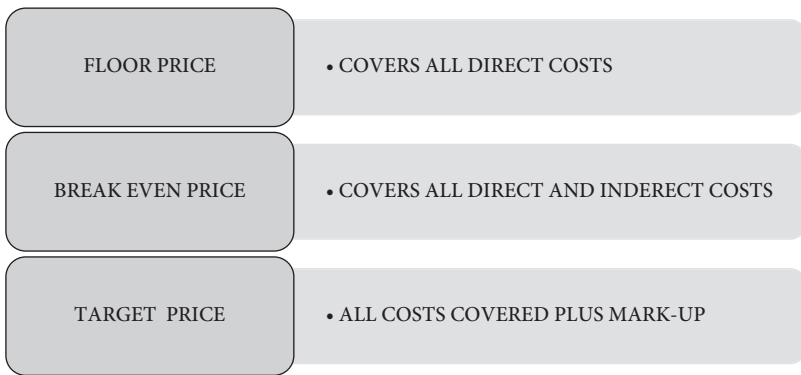 FLOOR PRICE
• COVERS ALL DIRECT COSTS
BREAK EVEN PRICE
• COVERS ALL DIRECT AND INDERECT COSTS
TARGET PRICE
• ALL COSTS COVERED PLUS MARK-UP